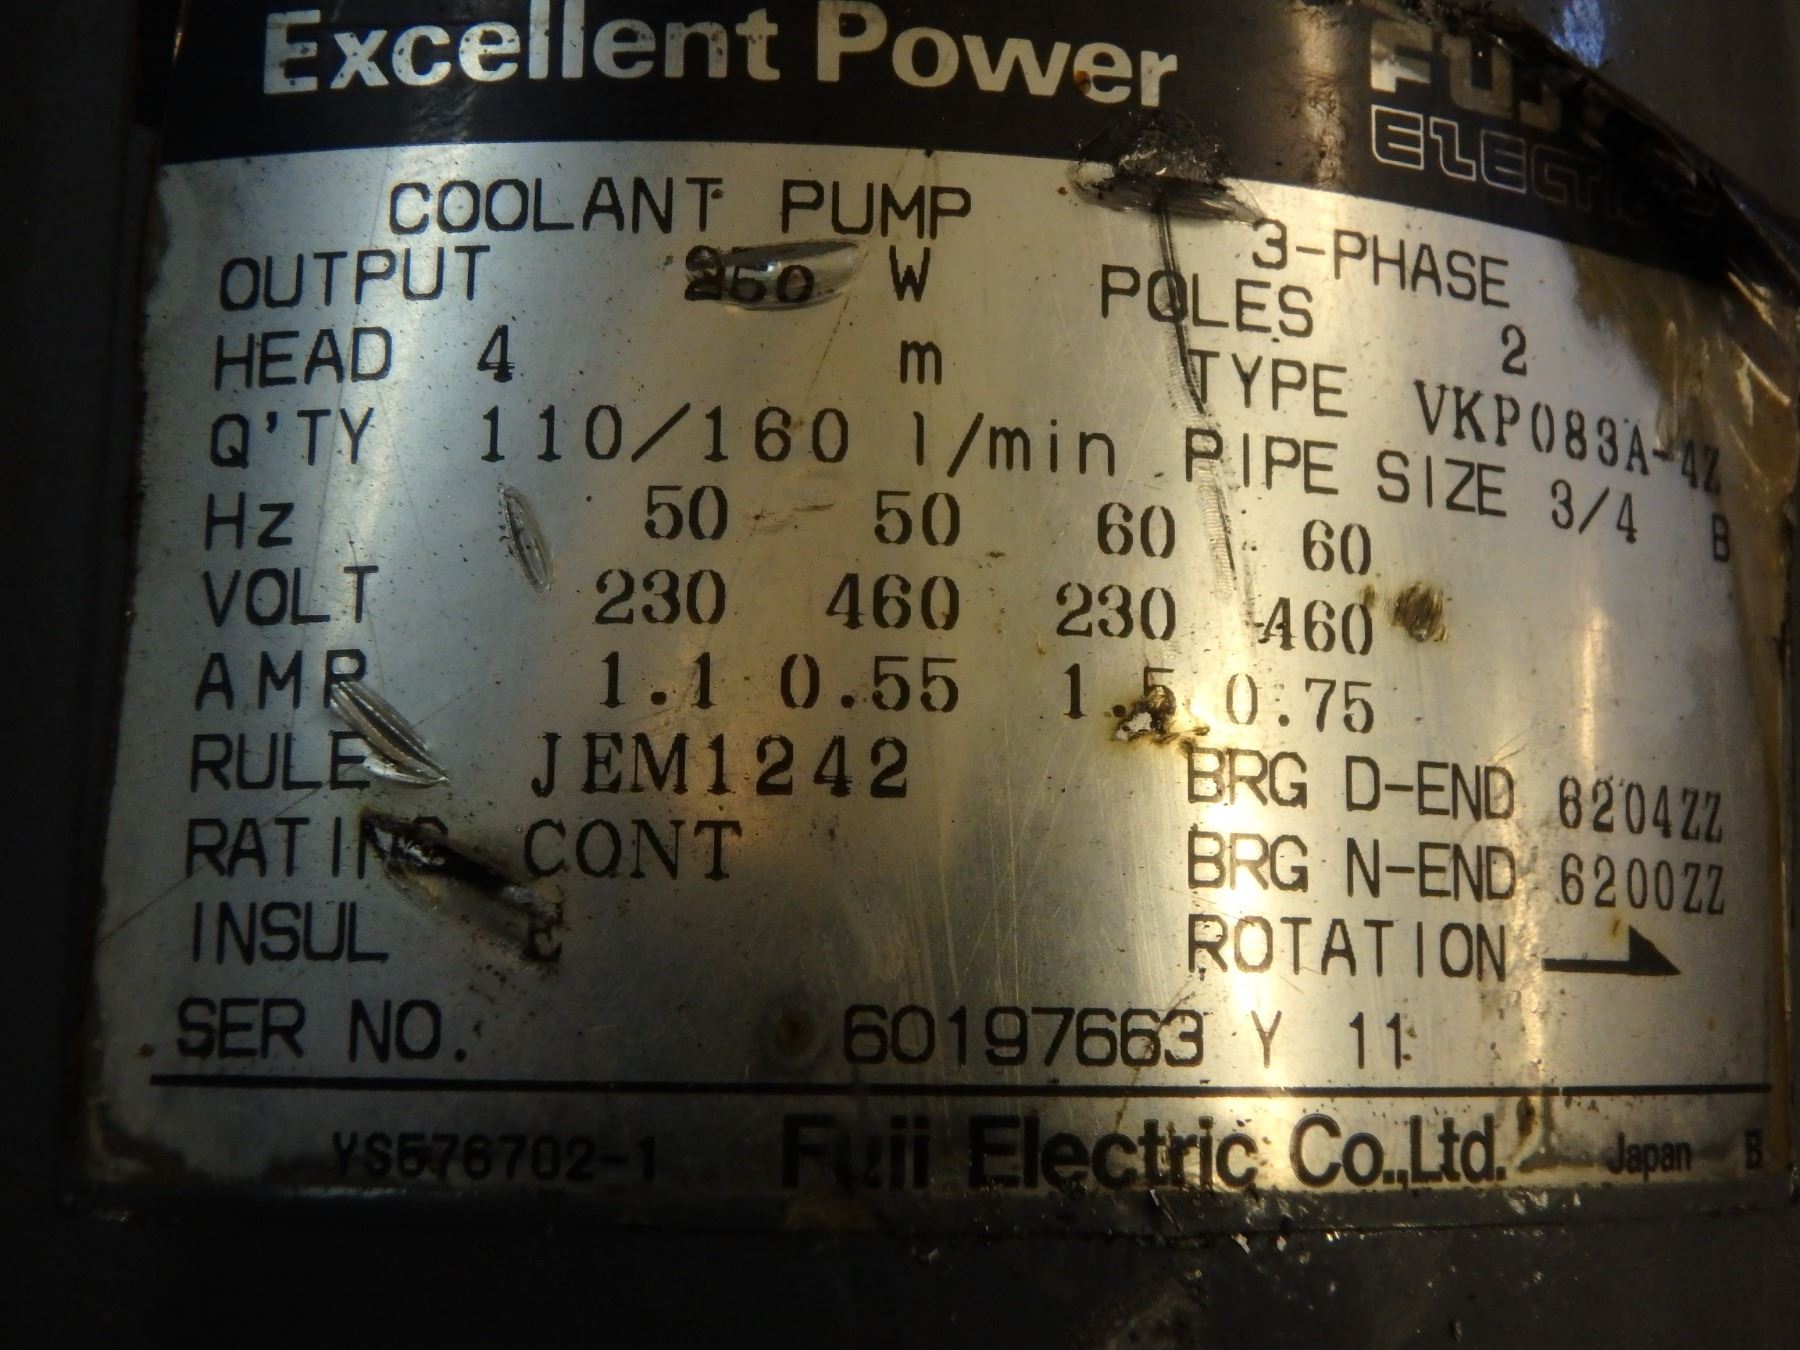 Excellent Power
FUJI
ELECTRIC
COOLANT PUMP 3-PHASE
OUTPUT 250 W POLES 2
HEAD 4 m TYPE VKP083A-4Z
Q'TY 110/160 l/min PIPE SIZE 3/4 B
Hz 50 50 60 60
VOLT 230 460 230 460
AMP 1.1 0.55 1.5 0.75
RULE JEM1242 BRG D-END 6204ZZ
RATING CONT BRG N-END 6200ZZ
INSUL E ROTATION
SER NO. 60197663 Y 11
YS576702-1 Fuji Electric Co.,Ltd. Japan B